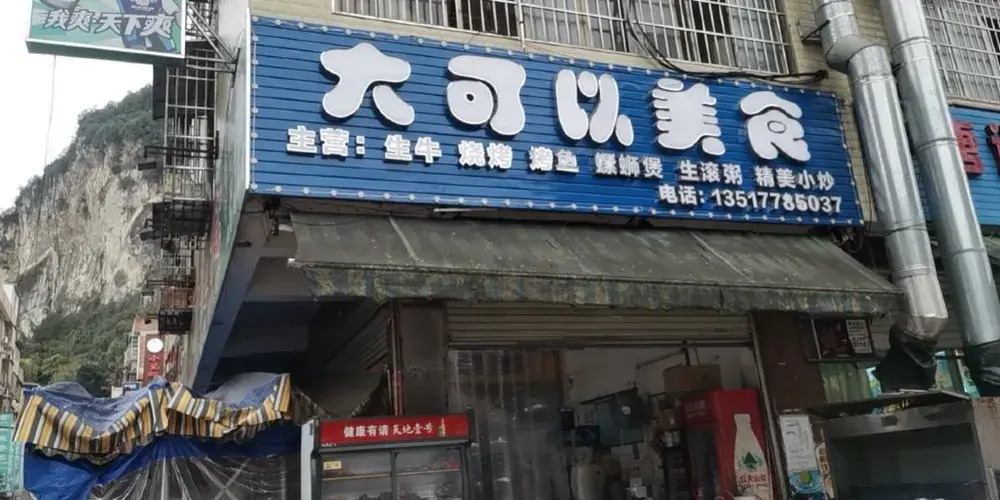 我爽·天下爽
大可以美食
主营：生牛 烧烤 烤鱼 螺蛳煲 生滚粥 精美小炒
电话：13517785037
健康有请 天地壹号